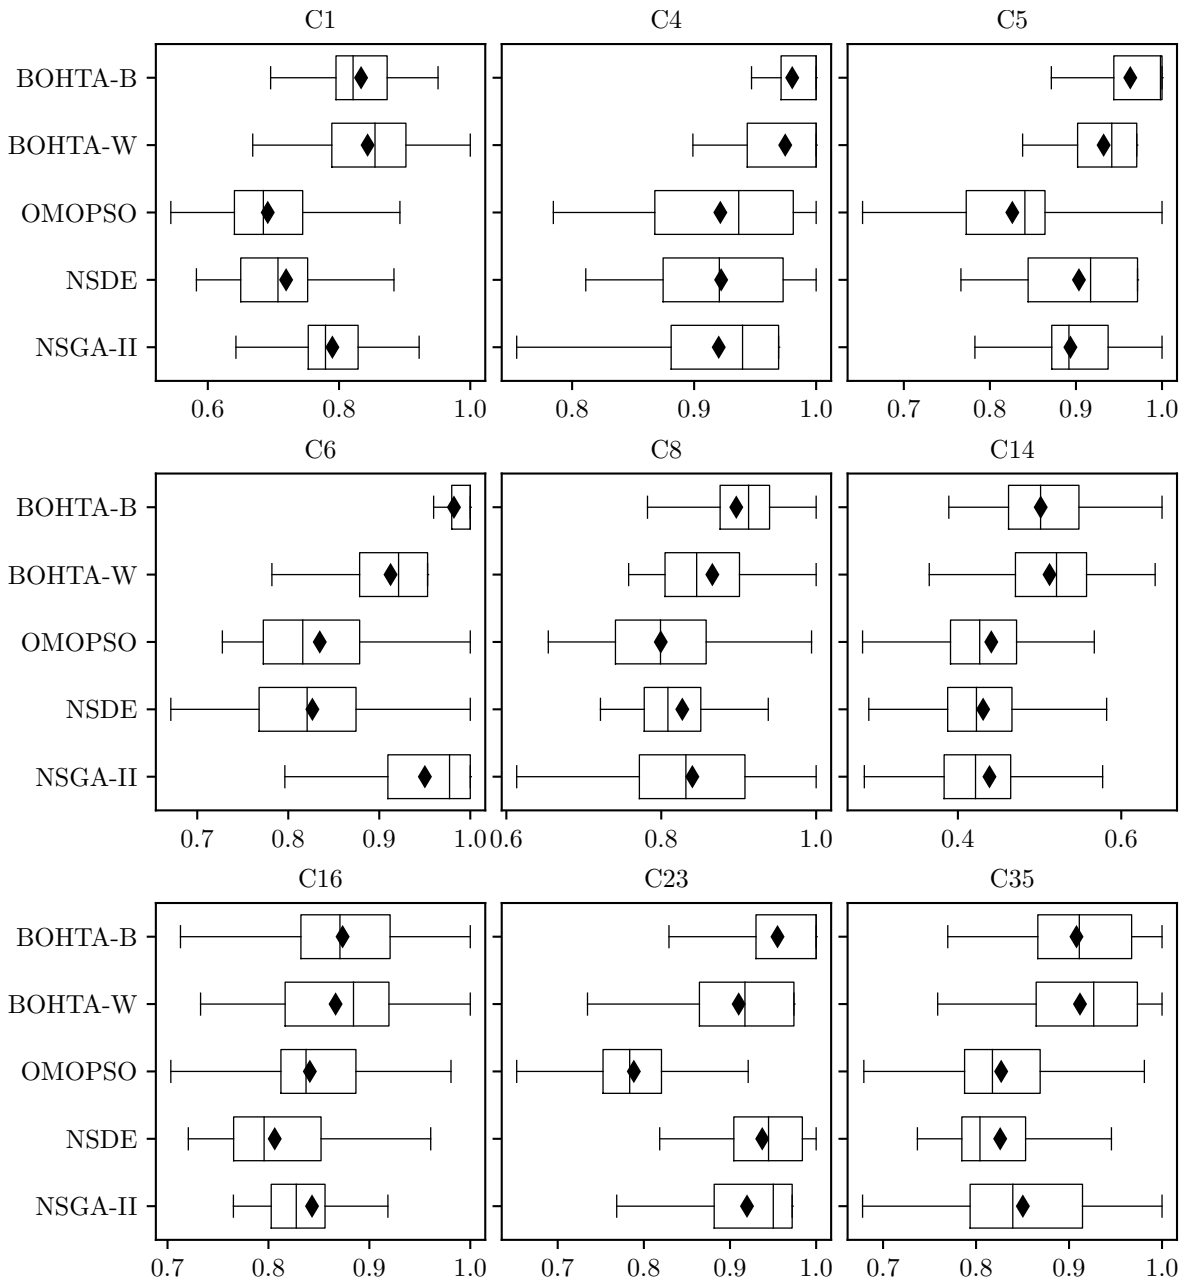 C1 C4 C5
BOHTA-B
BOHTA-W
OMOPSO
NSDE
NSGA-II
0.6 0.8 1.0 0.8 0.9 1.0 0.7 0.8 0.9 1.0
C6 C8 C14
BOHTA-B
BOHTA-W
OMOPSO
NSDE
NSGA-II
0.7 0.8 0.9 1.0 0.6 0.8 1.0 0.4 0.6
C16 C23 C35
BOHTA-B
BOHTA-W
OMOPSO
NSDE
NSGA-II
0.7 0.8 0.9 1.0 0.7 0.8 0.9 1.0 0.7 0.8 0.9 1.0